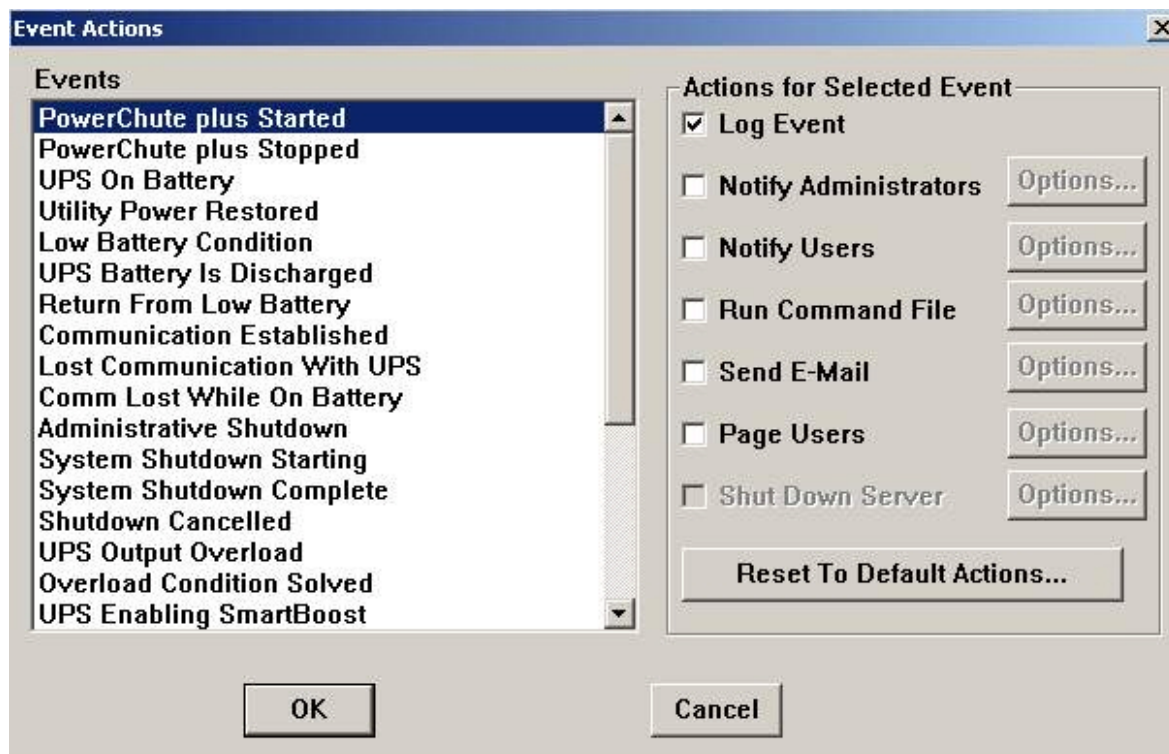 Event Actions
Events
PowerChute plus Started
PowerChute plus Stopped
UPS On Battery
Utility Power Restored
Low Battery Condition
UPS Battery Is Discharged
Return From Low Battery
Communication Established
Lost Communication With UPS
Comm Lost While On Battery
Administrative Shutdown
System Shutdown Starting
System Shutdown Complete
Shutdown Cancelled
UPS Output Overload
Overload Condition Solved
UPS Enabling SmartBoost
Actions for Selected Event
Log Event
Notify Administrators Options...
Notify Users Options...
Run Command File Options...
Send E-Mail Options...
Page Users Options...
Shut Down Server Options...
Reset To Default Actions...
OK Cancel